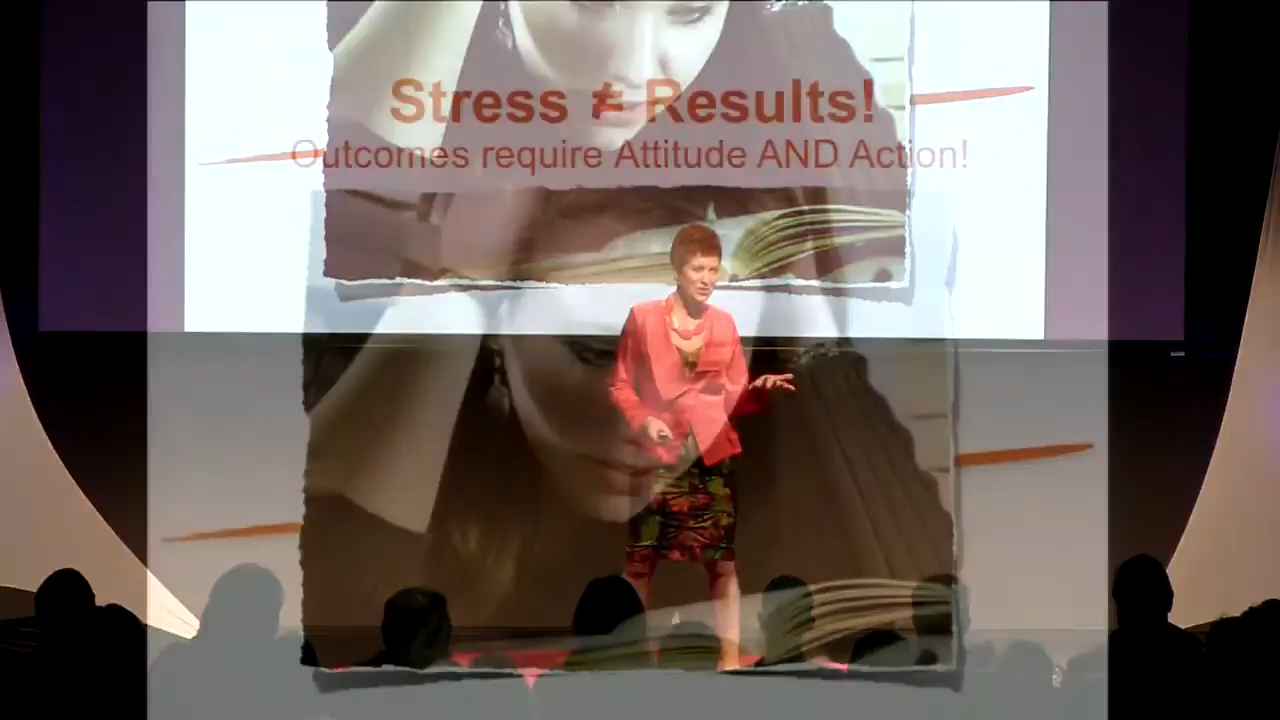 Stress ≠ Results!
Outcomes require Attitude AND Action!